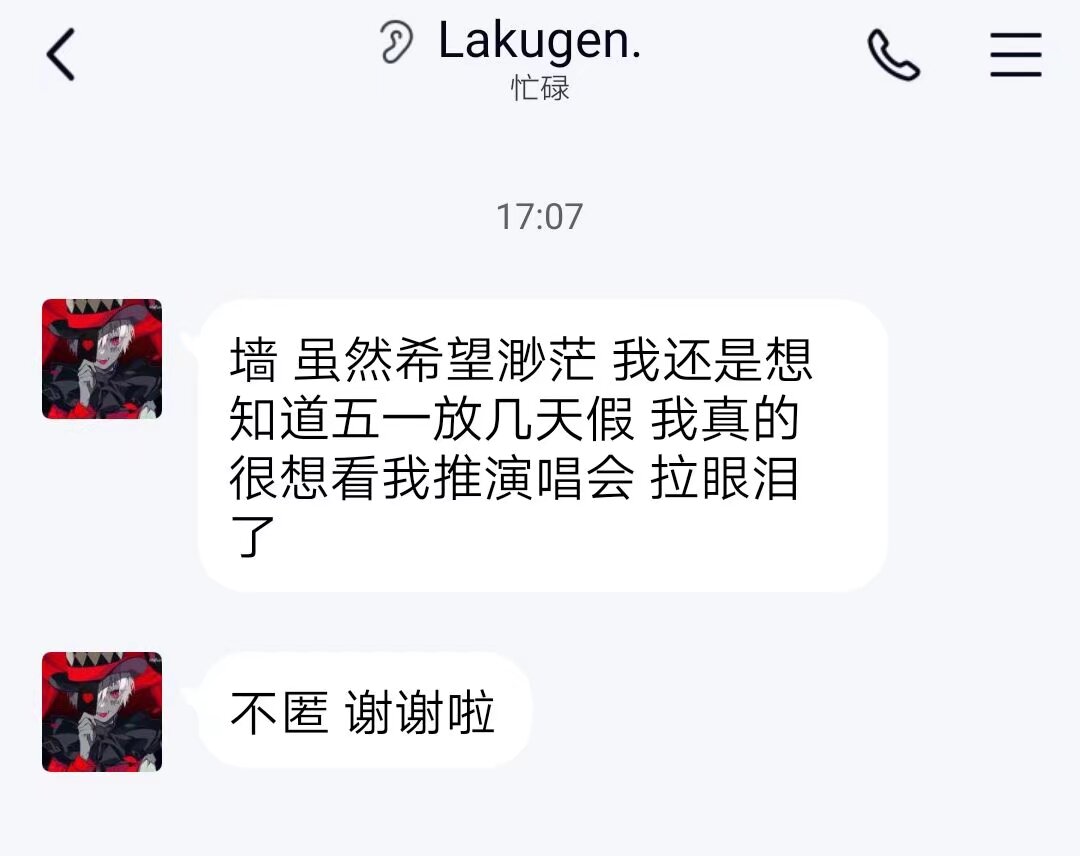 Lakugen.
忙碌
17:07
墙 虽然希望渺茫 我还是想
知道五一放几天假 我真的
很想看我推演唱会 拉眼泪
了
不匿 谢谢啦